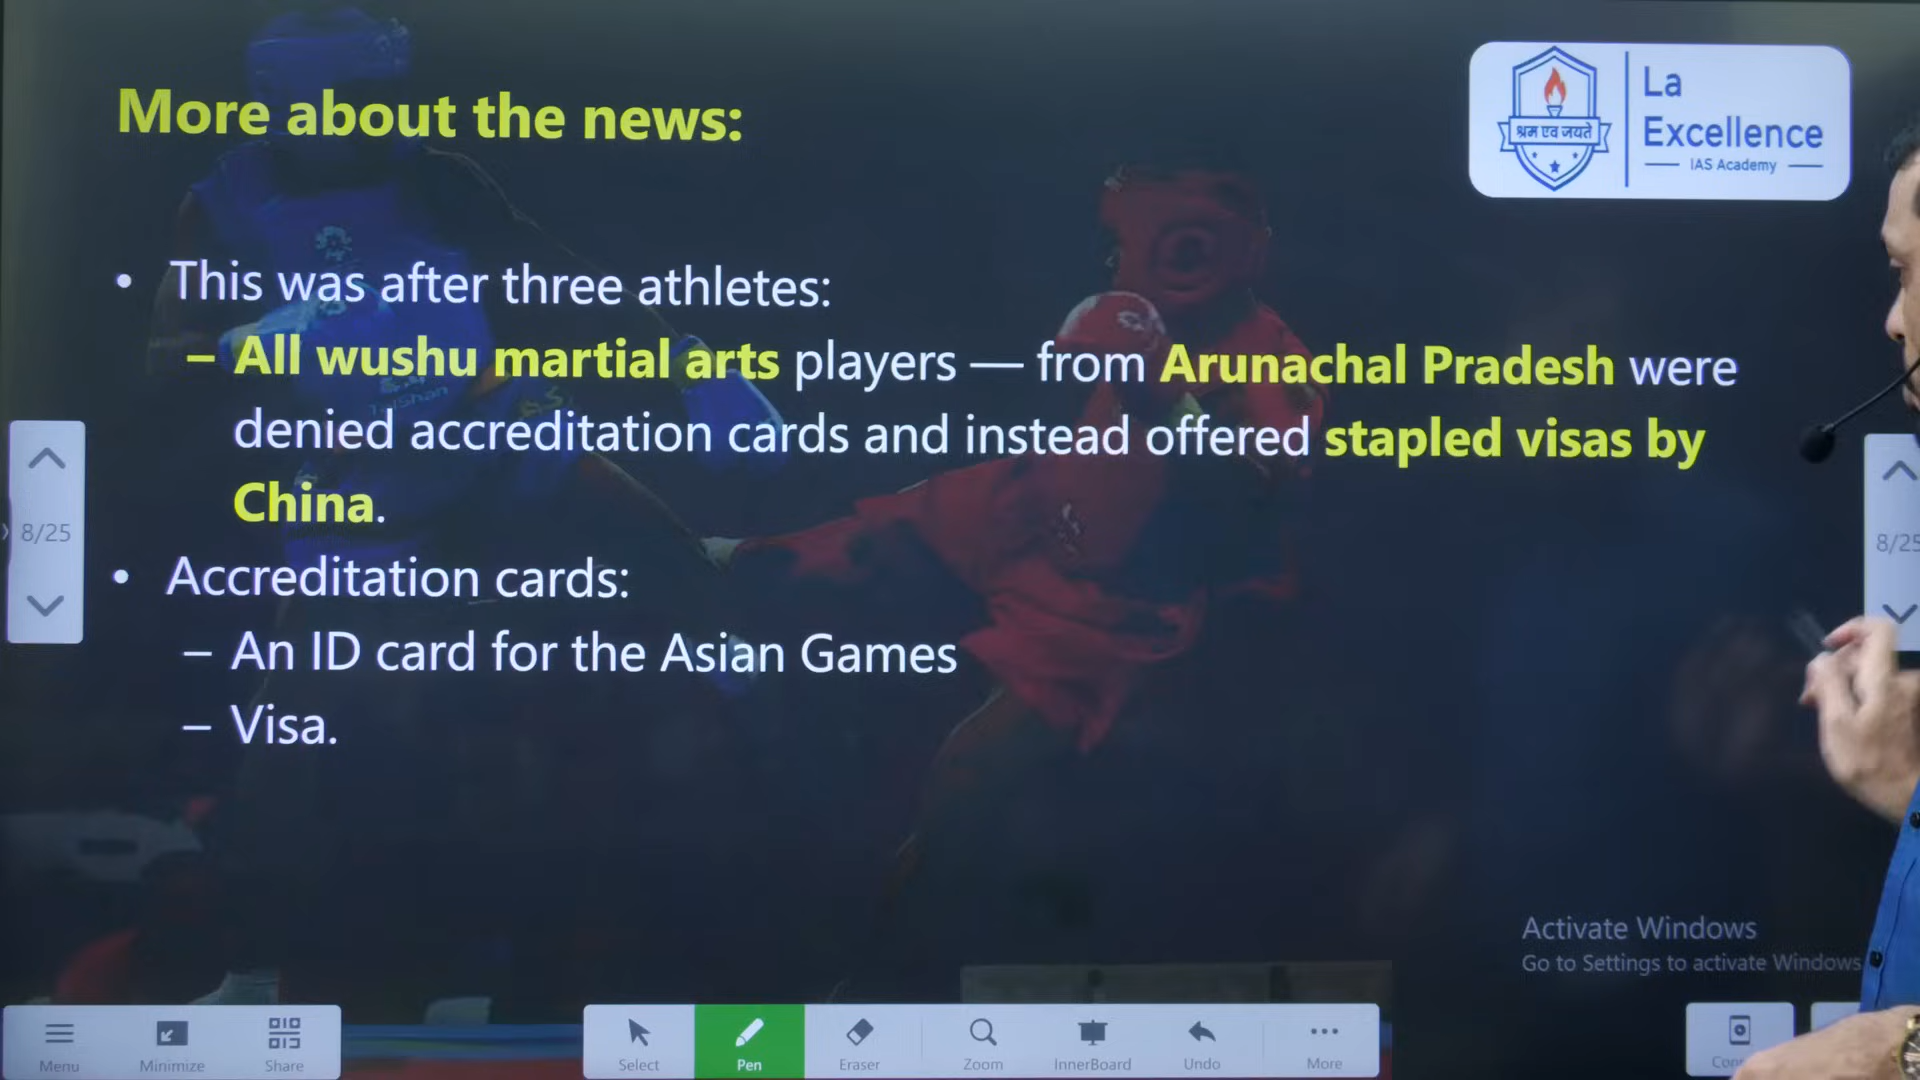 More about the news:
La
Excellence
IAS Academy
श्रम एव जयते
• This was after three athletes:
– All wushu martial arts players — from Arunachal Pradesh were
denied accreditation cards and instead offered stapled visas by
China.
• Accreditation cards:
– An ID card for the Asian Games
– Visa.
8/25
8/25
Activate Windows
Go to Settings to activate Windows
Menu
Minimize
Share
Select
Pen
Eraser
Zoom
InnerBoard
Undo
More